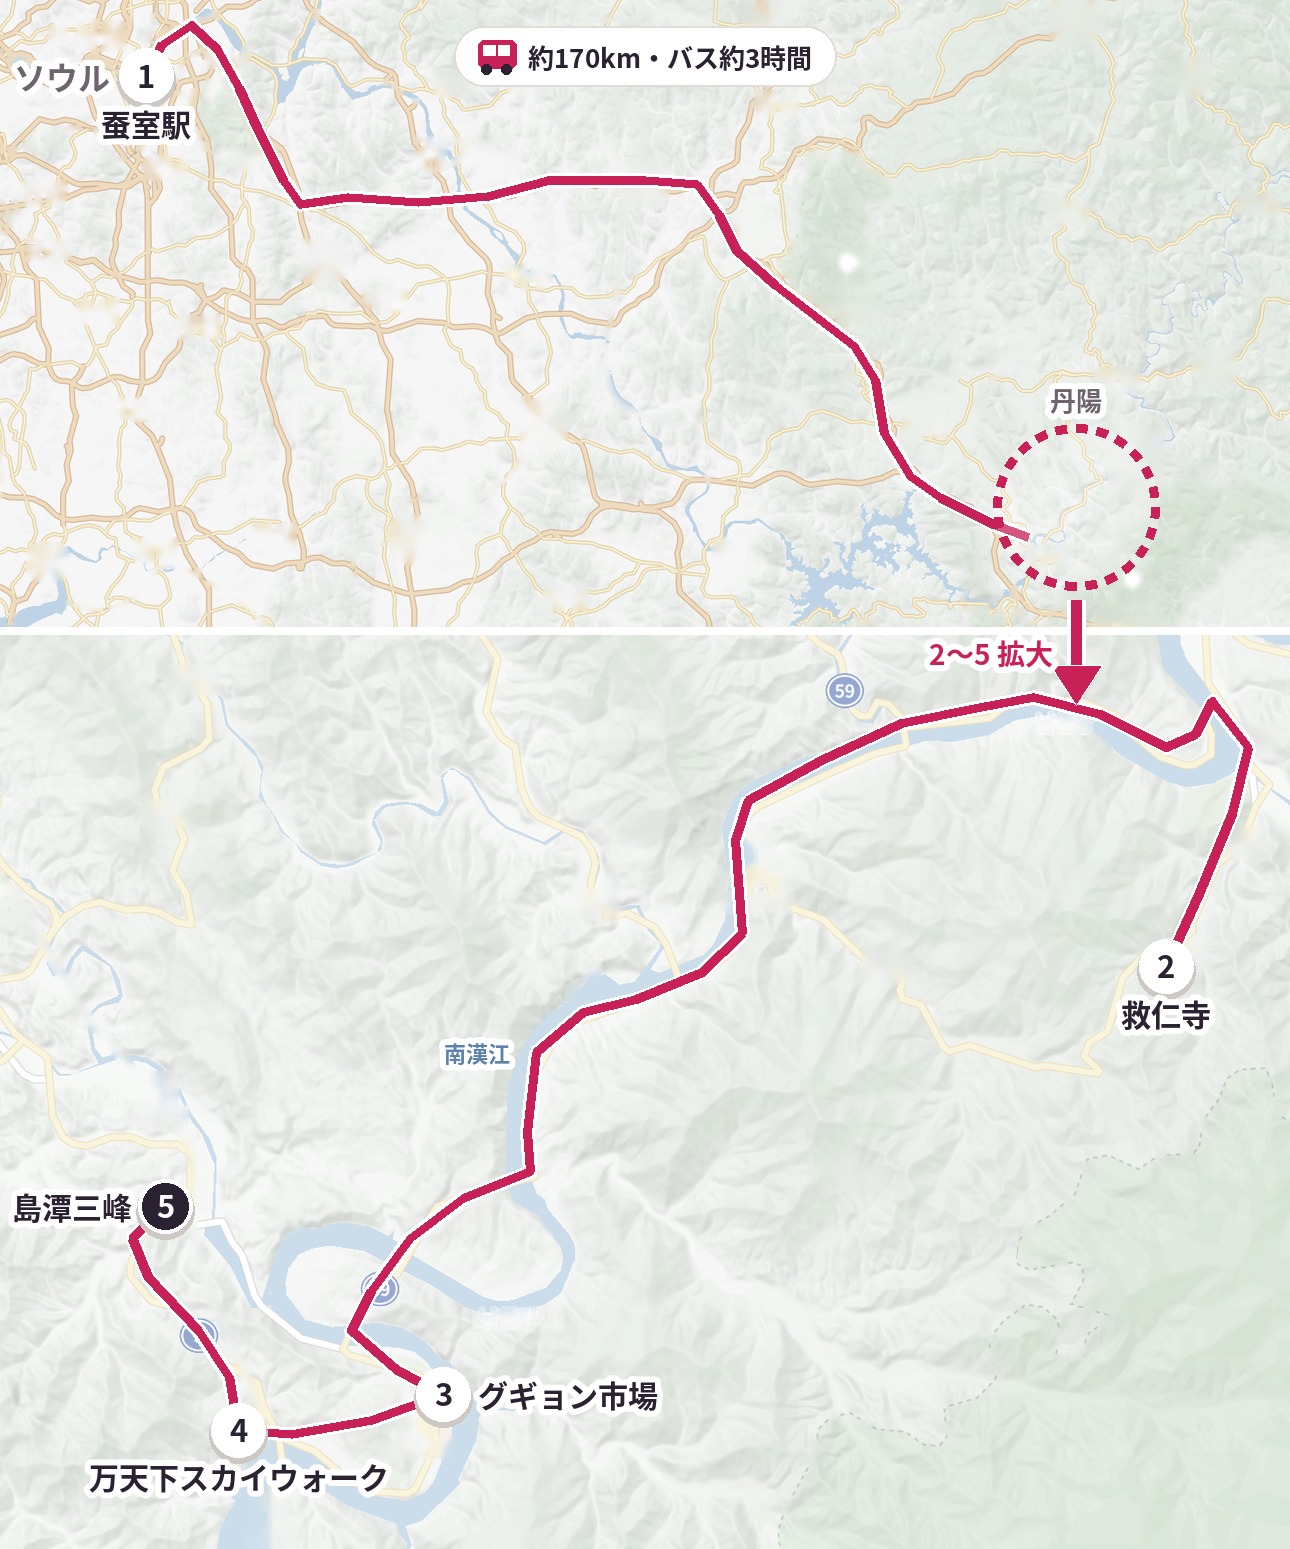 約170km・バス約3時間
ソウル
1
蚕室駅
丹陽
2〜5 拡大
59
2
救仁寺
南漢江
島潭三峰
5
3
グギョン市場
4
万天下スカイウォーク